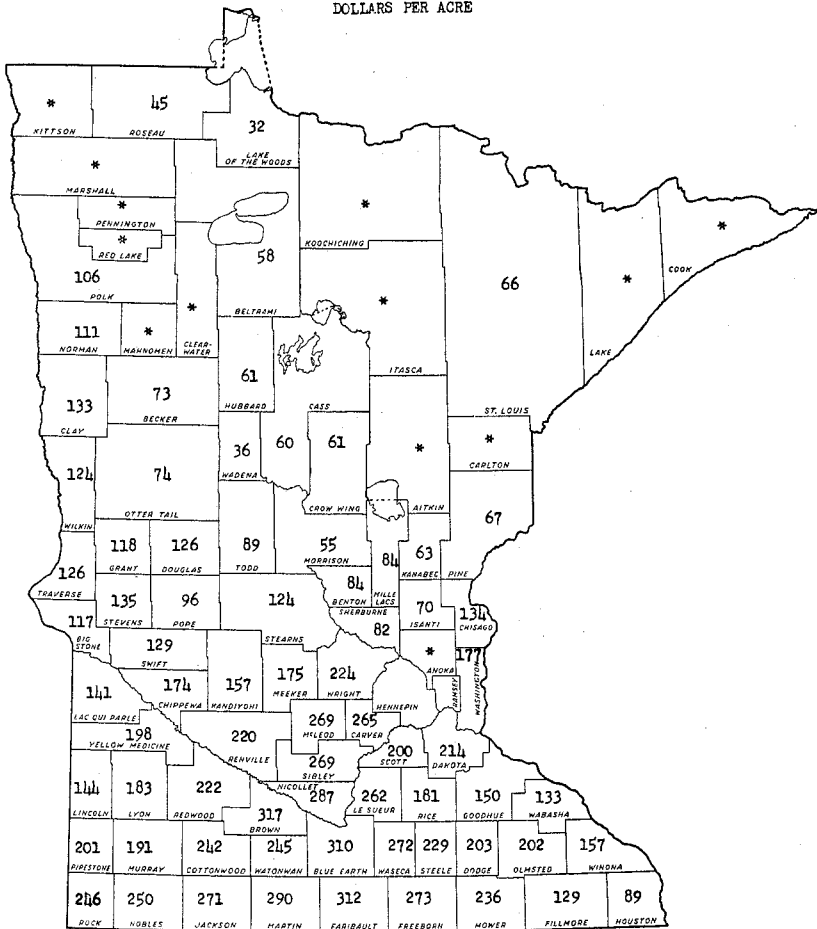 DOLLARS PER ACRE
*
KITTSON
45
ROSEAU
32
LAKE
OF THE WOODS
*
MARSHALL
*
PENNINGTON
*
RED LAKE
106
POLK
*
CLEAR-
WATER
58
BELTRAMI
*
KOOCHICHING
*
ITASCA
66
ST. LOUIS
*
LAKE
*
COOK
111
NORMAN
*
MAHNOMEN
133
CLAY
73
BECKER
61
HUBBARD
CASS
60
36
WADENA
61
CROW WING
*
AITKIN
*
CARLTON
124
WILKIN
74
OTTER TAIL
67
PINE
118
GRANT
126
DOUGLAS
89
TODD
55
MORRISON
84
MILLE
LACS
63
KANABEC
126
TRAVERSE
135
STEVENS
96
POPE
124
STEARNS
84
BENTON
SHERBURNE
82
70
ISANTI
134
CHISAGO
117
BIG
STONE
129
SWIFT
*
ANOKA
177
WASHINGTON
RAMSEY
141
LAC QUI PARLE
174
CHIPPEWA
157
KANDIYOHI
175
MEEKER
224
WRIGHT
HENNEPIN
198
YELLOW MEDICINE
220
RENVILLE
269
McLEOD
265
CARVER
269
SIBLEY
200
SCOTT
214
DAKOTA
144
LINCOLN
183
LYON
222
REDWOOD
317
BROWN
NICOLLET
287
262
LE SUEUR
181
RICE
150
GOODHUE
133
WABASHA
201
PIPESTONE
191
MURRAY
242
COTTONWOOD
245
WATONWAN
310
BLUE EARTH
272
WASECA
229
STEELE
203
DODGE
202
OLMSTED
157
WINONA
246
ROCK
250
NOBLES
271
JACKSON
290
MARTIN
312
FARIBAULT
273
FREEBORN
236
MOWER
129
FILLMORE
89
HOUSTON